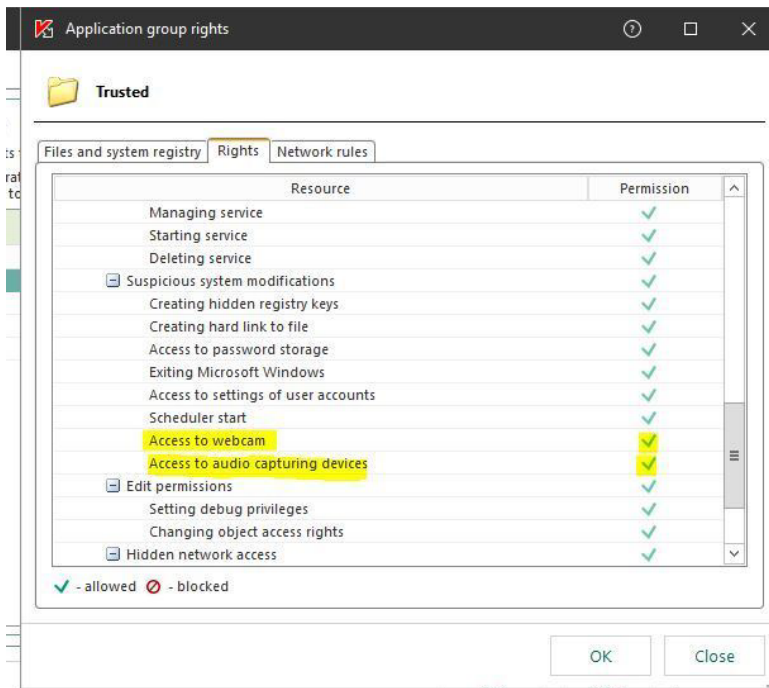 Application group rights
Trusted
Files and system registry Rights Network rules
Resource Permission
Managing service
Starting service
Deleting service
Suspicious system modifications
Creating hidden registry keys
Creating hard link to file
Access to password storage
Exiting Microsoft Windows
Access to settings of user accounts
Scheduler start
Access to webcam
Access to audio capturing devices
Edit permissions
Setting debug privileges
Changing object access rights
Hidden network access
- allowed - blocked
OK Close